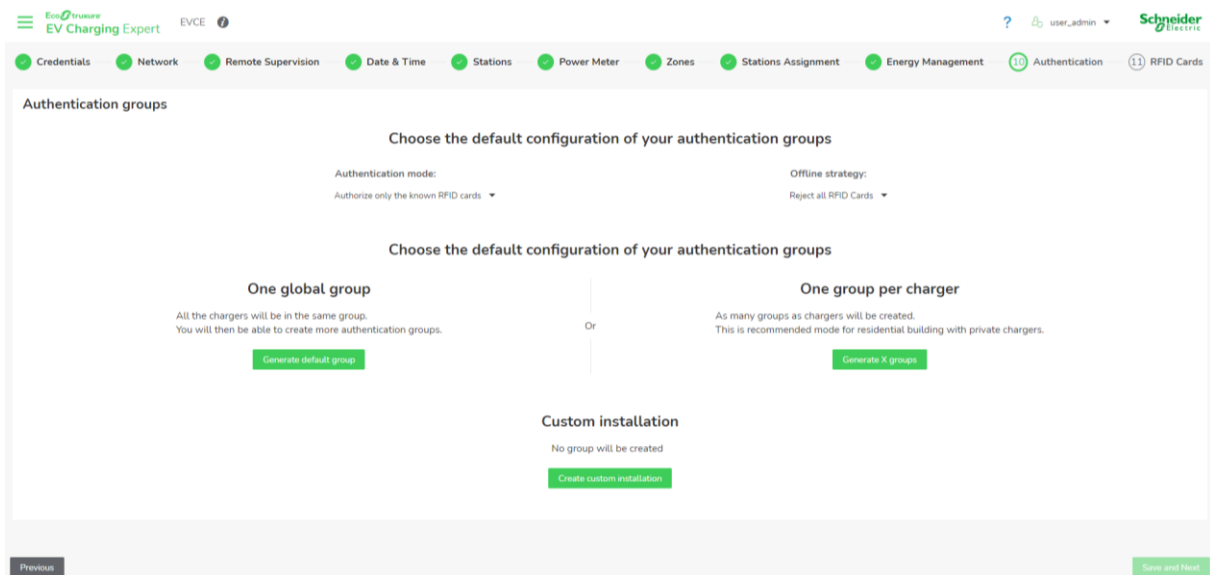 EcoStruxure
EV Charging Expert
EVCE
?
user_admin
Schneider
Electric
Credentials
Network
Remote Supervision
Date & Time
Stations
Power Meter
Zones
Stations Assignment
Energy Management
10 Authentication
11 RFID Cards
Authentication groups
Choose the default configuration of your authentication groups
Authentication mode:
Authorize only the known RFID cards
Offline strategy:
Reject all RFID Cards
Choose the default configuration of your authentication groups
One global group
All the chargers will be in the same group.
You will then be able to create more authentication groups.
Generate default group
Or
One group per charger
As many groups as chargers will be created.
This is recommended mode for residential building with private chargers.
Generate X groups
Custom installation
No group will be created
Create custom installation
Previous
Save and Next